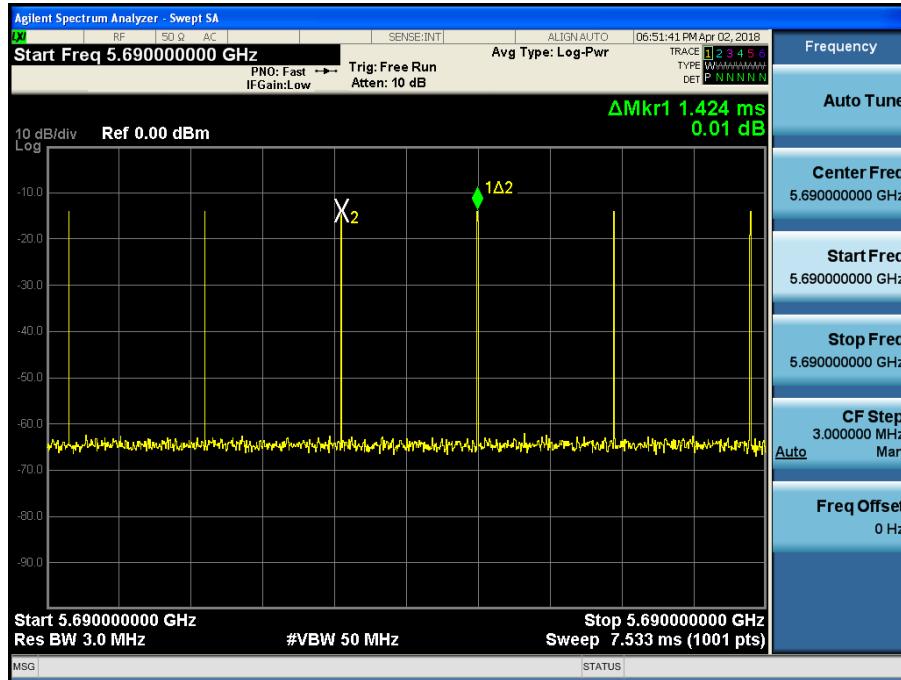 Agilent Spectrum Analyzer - Swept SA
LXI RF 50 Ω AC SENSE:INT ALIGN AUTO 06:51:41 PM Apr 02, 2018
Start Freq 5.690000000 GHz
PNO: Fast
IFGain:Low
Trig: Free Run
Atten: 10 dB
Avg Type: Log-Pwr
TRACE 1 2 3 4 5 6
TYPE WWWWWW
DET P N N N N N
ΔMkr1 1.424 ms
0.01 dB
10 dB/div Ref 0.00 dBm
Log
-10.0
-20.0
-30.0
-40.0
-50.0
-60.0
-70.0
-80.0
-90.0
X2
1Δ2
Start 5.690000000 GHz
Stop 5.690000000 GHz
Res BW 3.0 MHz
#VBW 50 MHz
Sweep 7.533 ms (1001 pts)
MSG
STATUS
Frequency
Auto Tune
Center Freq
5.690000000 GHz
Start Freq
5.690000000 GHz
Stop Freq
5.690000000 GHz
CF Step
3.000000 MHz
Auto Man
Freq Offset
0 Hz